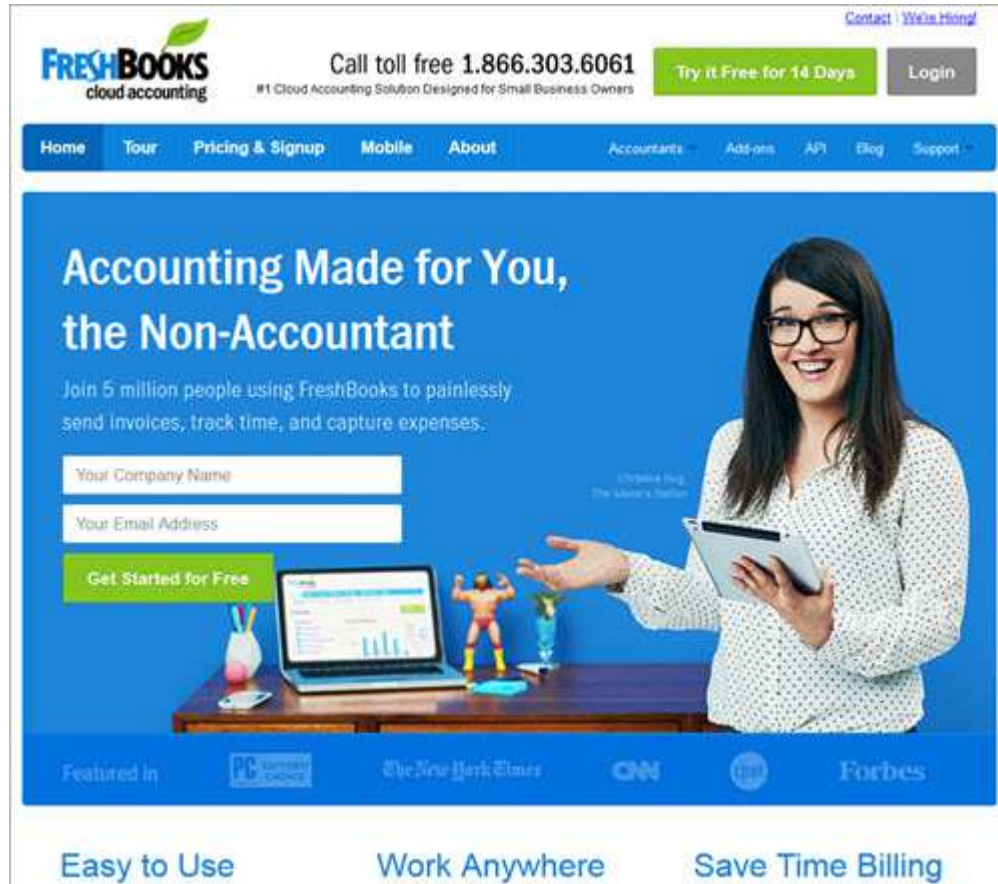 Contact | We're Hiring!
FRESHBOOKS
cloud accounting
Call toll free 1.866.303.6061
#1 Cloud Accounting Solution Designed for Small Business Owners
Try it Free for 14 Days
Login
Home Tour Pricing & Signup Mobile About Accountants Add-ons API Blog Support
Accounting Made for You,
the Non-Accountant
Join 5 million people using FreshBooks to painlessly
send invoices, track time, and capture expenses.
Your Company Name
Your Email Address
Get Started for Free
Featured in PC The New York Times CNN Forbes
Easy to Use Work Anywhere Save Time Billing